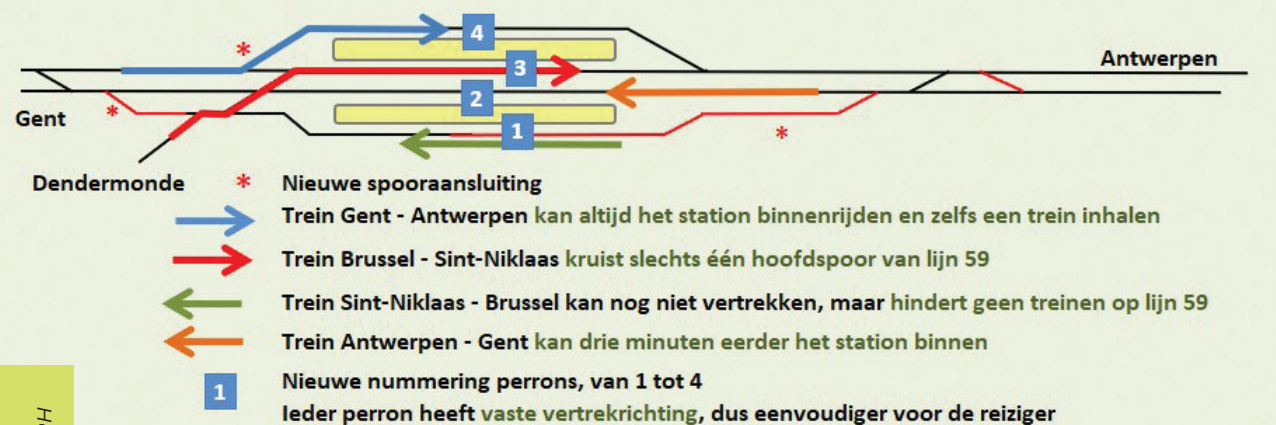 4
*
3
Antwerpen
2
Gent
*
1
*
Dendermonde
* Nieuwe spooraansluiting
Trein Gent - Antwerpen kan altijd het station binnenrijden en zelfs een trein inhalen
Trein Brussel - Sint-Niklaas kruist slechts één hoofdspoor van lijn 59
Trein Sint-Niklaas - Brussel kan nog niet vertrekken, maar hindert geen treinen op lijn 59
Trein Antwerpen - Gent kan drie minuten eerder het station binnen
1
Nieuwe nummering perrons, van 1 tot 4
Ieder perron heeft vaste vertrekrichting, dus eenvoudiger voor de reiziger